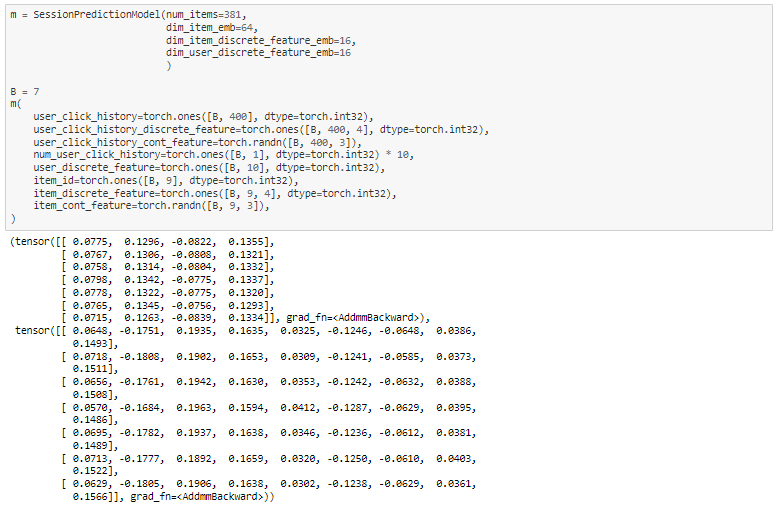 m = SessionPredictionModel(num_items=381,
dim_item_emb=64,
dim_item_discrete_feature_emb=16,
dim_user_discrete_feature_emb=16
)
B = 7
m(
user_click_history=torch.ones([B, 400], dtype=torch.int32),
user_click_history_discrete_feature=torch.ones([B, 400, 4], dtype=torch.int32),
user_click_history_cont_feature=torch.randn([B, 400, 3]),
num_user_click_history=torch.ones([B, 1], dtype=torch.int32) * 10,
user_discrete_feature=torch.ones([B, 10], dtype=torch.int32),
item_id=torch.ones([B, 9], dtype=torch.int32),
item_discrete_feature=torch.ones([B, 9, 4], dtype=torch.int32),
item_cont_feature=torch.randn([B, 9, 3]),
)
(tensor([[ 0.0775, 0.1296, -0.0822, 0.1355],
[ 0.0767, 0.1306, -0.0808, 0.1321],
[ 0.0758, 0.1314, -0.0804, 0.1332],
[ 0.0798, 0.1342, -0.0775, 0.1337],
[ 0.0778, 0.1322, -0.0775, 0.1320],
[ 0.0765, 0.1345, -0.0756, 0.1293],
[ 0.0715, 0.1263, -0.0839, 0.1334]], grad_fn=<AddmmBackward>),
tensor([[ 0.0648, -0.1751, 0.1935, 0.1635, 0.0325, -0.1246, -0.0648, 0.0386,
0.1493],
[ 0.0718, -0.1808, 0.1902, 0.1653, 0.0309, -0.1241, -0.0585, 0.0373,
0.1511],
[ 0.0656, -0.1761, 0.1942, 0.1630, 0.0353, -0.1242, -0.0632, 0.0388,
0.1508],
[ 0.0570, -0.1684, 0.1963, 0.1594, 0.0412, -0.1287, -0.0629, 0.0395,
0.1486],
[ 0.0695, -0.1782, 0.1937, 0.1638, 0.0346, -0.1236, -0.0612, 0.0381,
0.1489],
[ 0.0713, -0.1777, 0.1892, 0.1659, 0.0320, -0.1250, -0.0610, 0.0403,
0.1522],
[ 0.0629, -0.1805, 0.1906, 0.1638, 0.0302, -0.1238, -0.0629, 0.0361,
0.1566]], grad_fn=<AddmmBackward>))